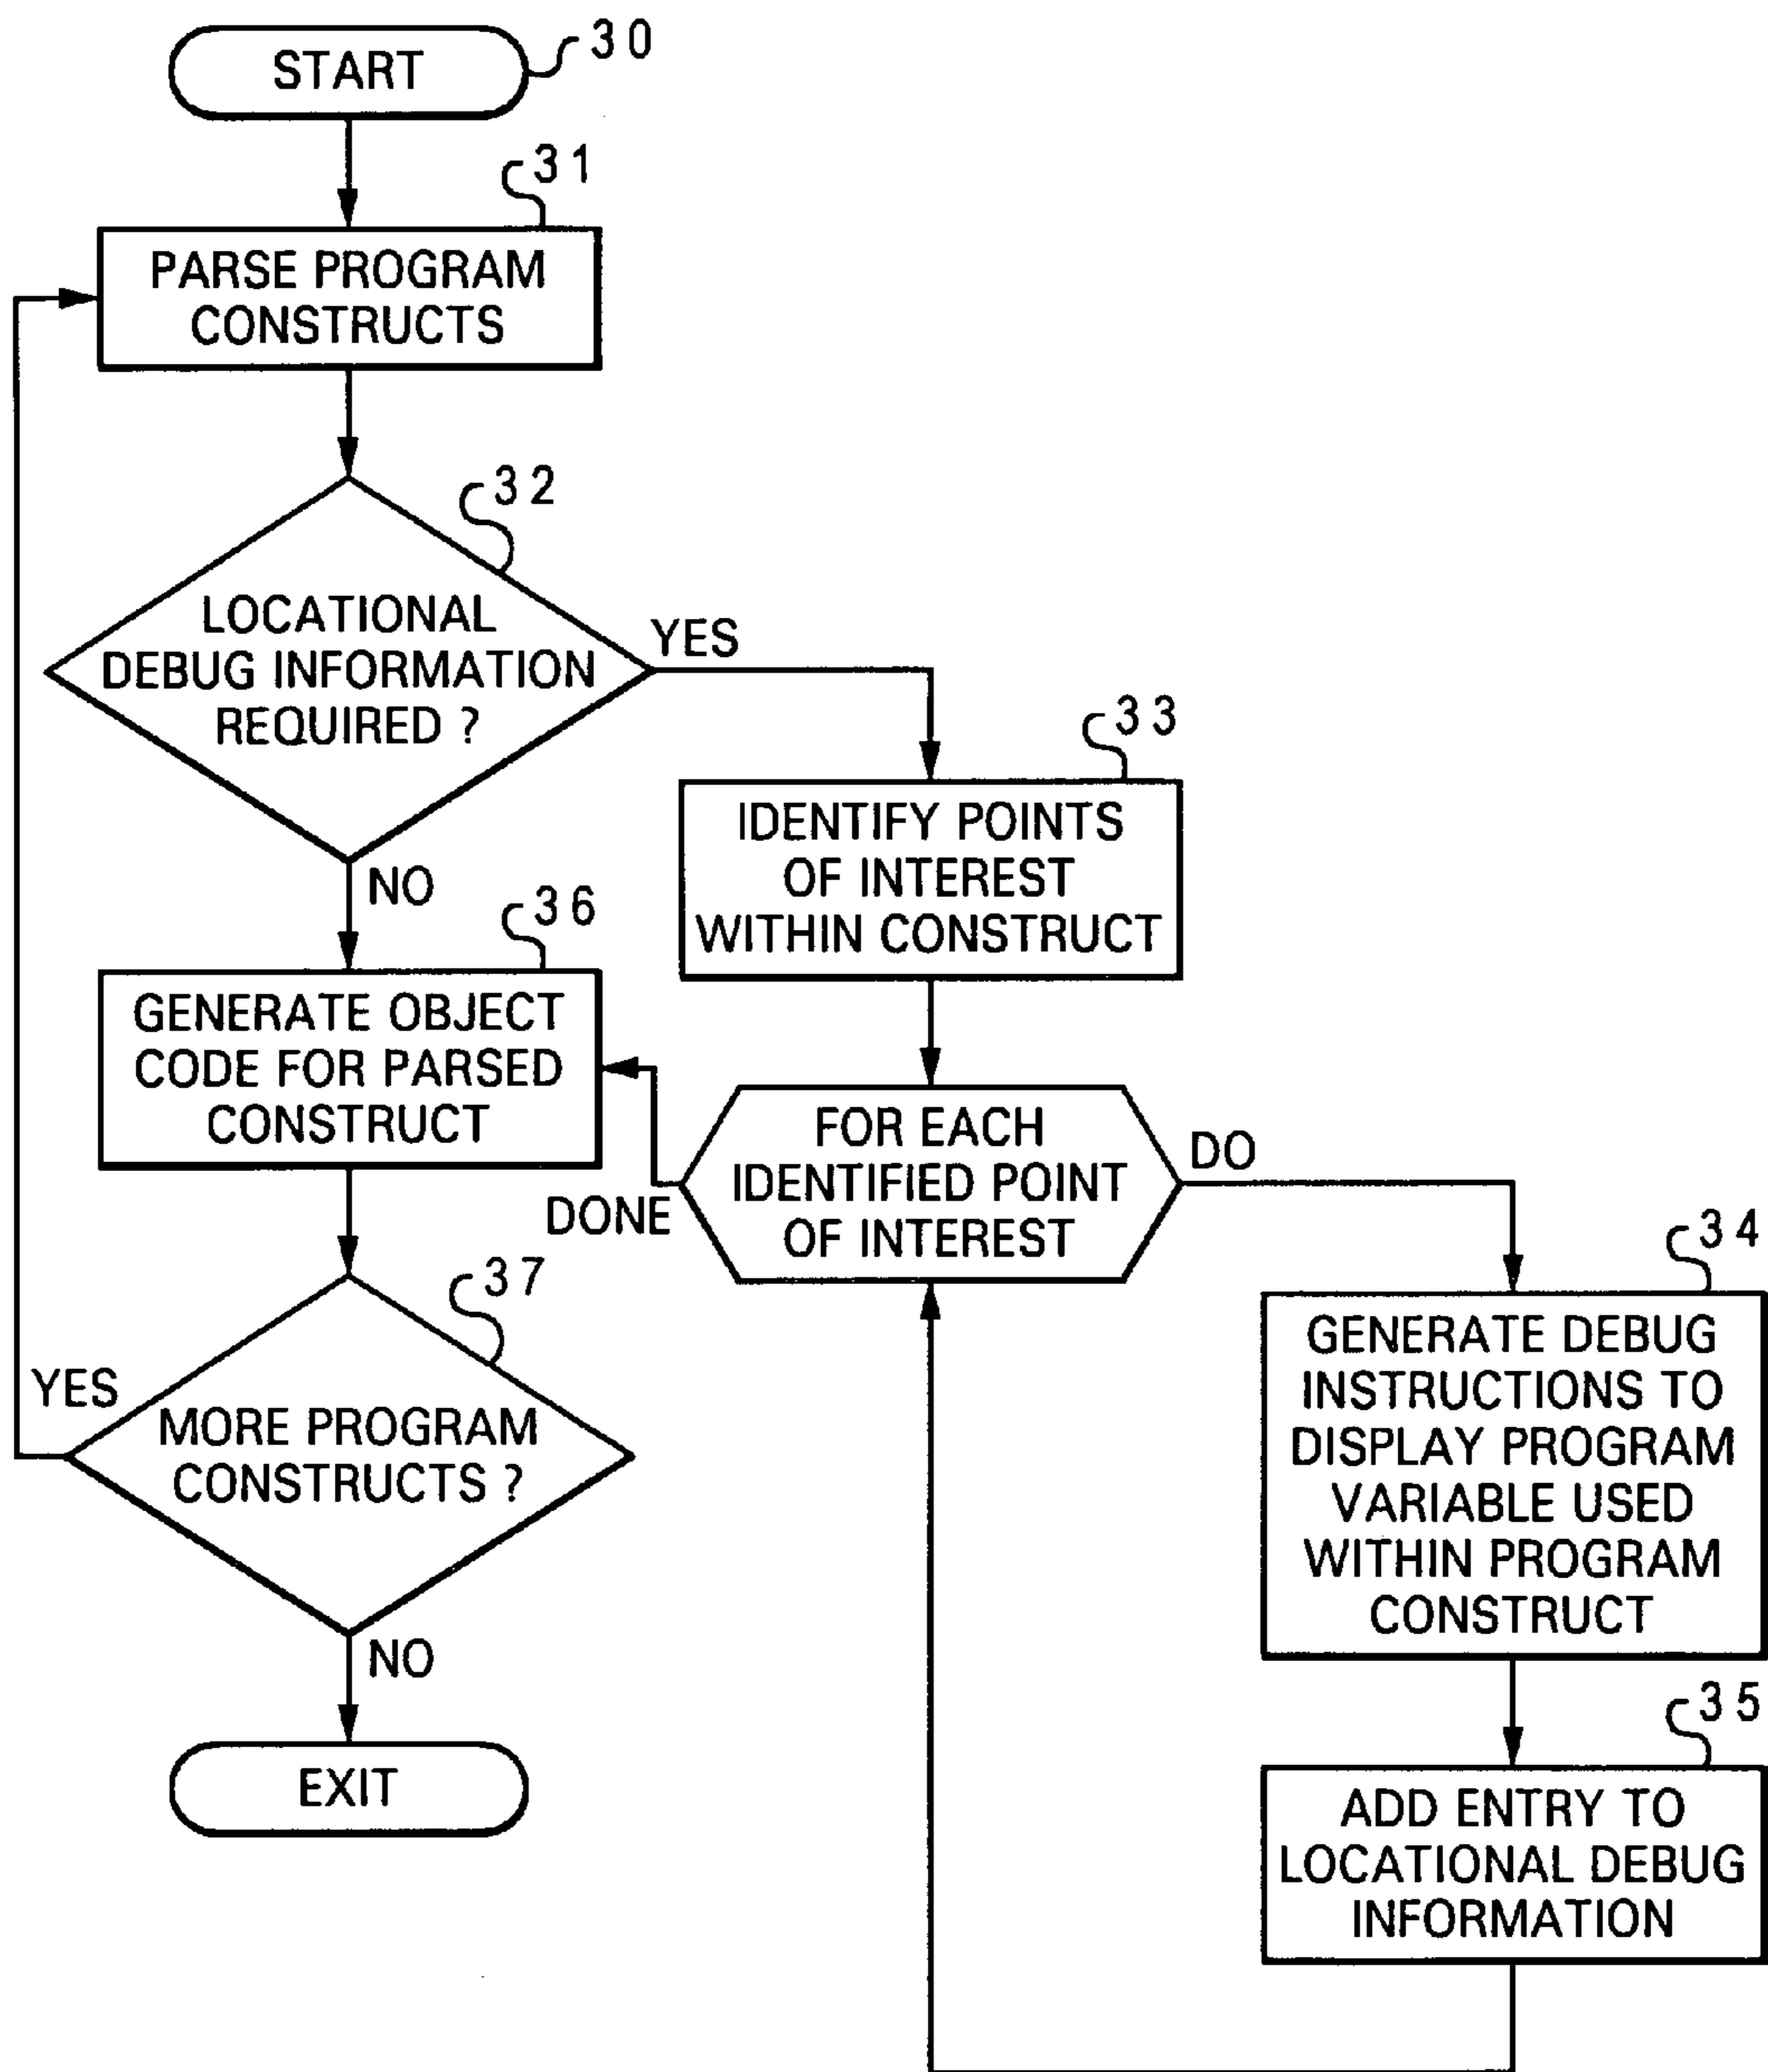 START
30
31
PARSE PROGRAM
CONSTRUCTS
32
LOCATIONAL
DEBUG INFORMATION
REQUIRED ?
YES
NO
33
IDENTIFY POINTS
OF INTEREST
WITHIN CONSTRUCT
36
GENERATE OBJECT
CODE FOR PARSED
CONSTRUCT
FOR EACH
IDENTIFIED POINT
OF INTEREST
DO
DONE
34
GENERATE DEBUG
INSTRUCTIONS TO
DISPLAY PROGRAM
VARIABLE USED
WITHIN PROGRAM
CONSTRUCT
35
ADD ENTRY TO
LOCATIONAL DEBUG
INFORMATION
37
YES
MORE PROGRAM
CONSTRUCTS ?
NO
EXIT